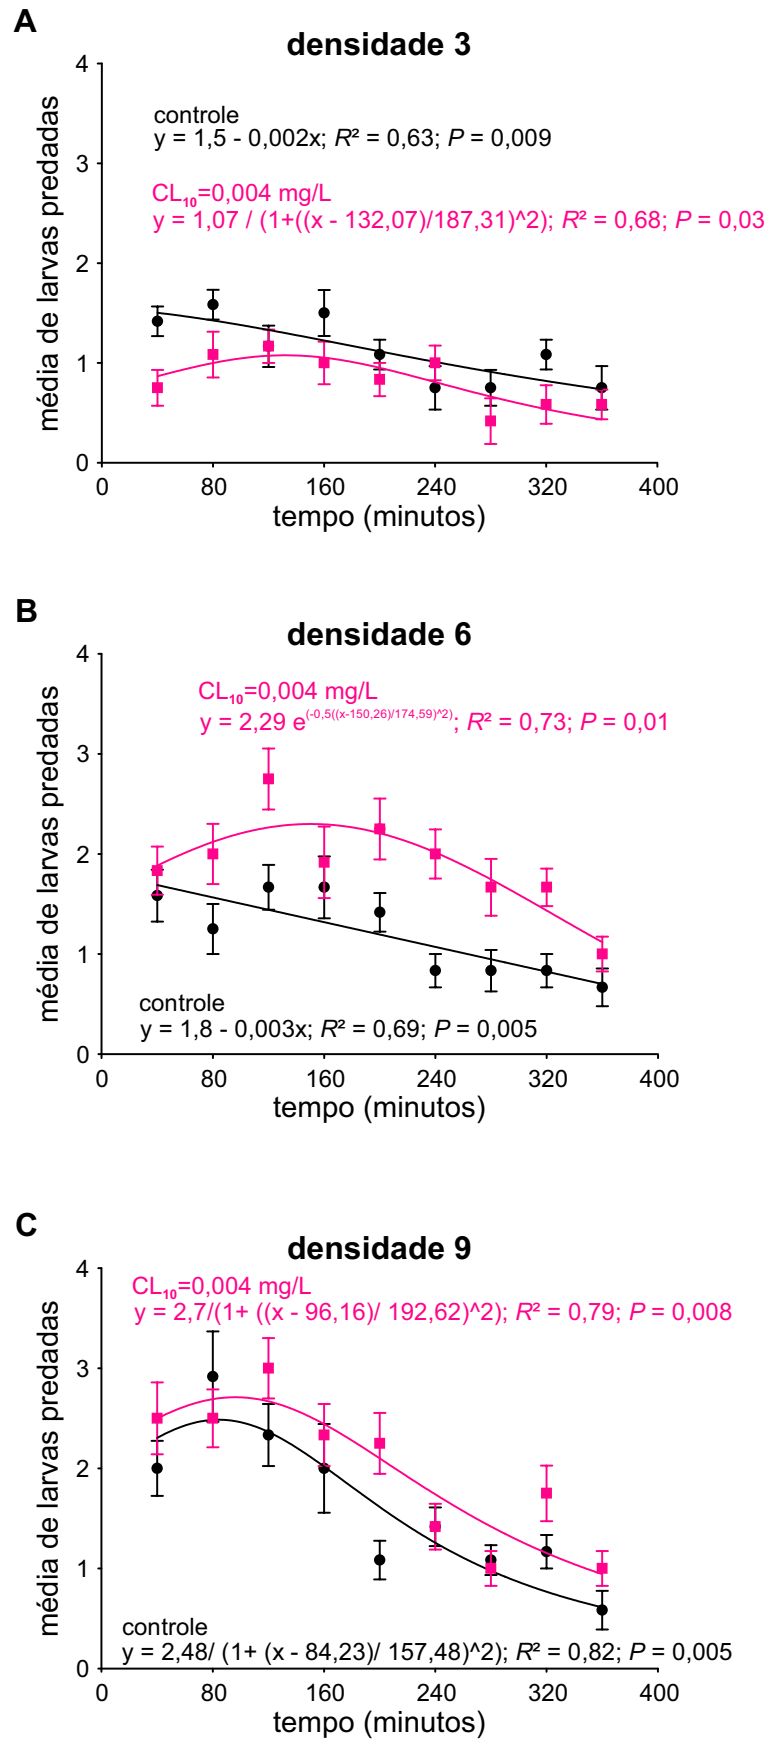 A
densidade 3
média de larvas predadas
4
3
2
1
0
controle
y = 1,5 - 0,002x; R² = 0,63; P = 0,009
CL₁₀=0,004 mg/L
y = 1,07 / (1+((x - 132,07)/187,31)^2); R² = 0,68; P = 0,03
0 80 160 240 320 400
tempo (minutos)
B
densidade 6
média de larvas predadas
4
3
2
1
0
CL₁₀=0,004 mg/L
y = 2,29 e^(-0,5((x-150,26)/174,59)^2); R² = 0,73; P = 0,01
controle
y = 1,8 - 0,003x; R² = 0,69; P = 0,005
0 80 160 240 320 400
tempo (minutos)
C
densidade 9
média de larvas predadas
4
3
2
1
0
CL₁₀=0,004 mg/L
y = 2,7/(1+ ((x - 96,16)/ 192,62)^2); R² = 0,79; P = 0,008
controle
y = 2,48/ (1+ (x - 84,23)/ 157,48)^2); R² = 0,82; P = 0,005
0 80 160 240 320 400
tempo (minutos)